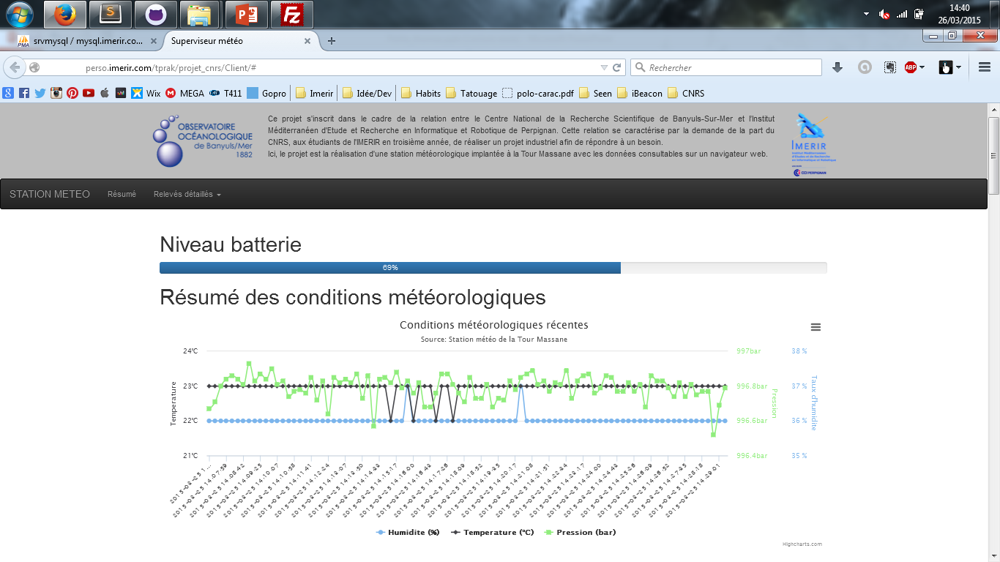 14:40
26/03/2015
srvmysql / mysql.imerir.co...
Superviseur météo
perso.imerir.com/tprak/projet_cnrs/Client/#
Rechercher
Wix MEGA T411 Gopro Imerir Idée/Dev Habits Tatouage polo-carac.pdf Seen iBeacon CNRS
OBSERVATOIRE
OCÉANOLOGIQUE
de Banyuls/Mer
1882
Ce projet s'inscrit dans le cadre de la relation entre le Centre National de la Recherche Scientifique de Banyuls-Sur-Mer et l'Institut
Méditerranéen d'Etude et Recherche en Informatique et Robotique de Perpignan. Cette relation se caractérise par la demande de la part du
CNRS, aux étudiants de l'IMERIR en troisième année, de réaliser un projet industriel afin de répondre à un besoin.
Ici, le projet est la réalisation d'une station météorologique implantée à la Tour Massane avec les données consultables sur un navigateur web.
IMERIR
CCI PERPIGNAN
STATION METEO Résumé Relevés détaillés
Niveau batterie
69%
Résumé des conditions météorologiques
Conditions météorologiques récentes
Source: Station météo de la Tour Massane
24°C
23°C
22°C
21°C
Temperature
997bar
996.8bar
996.6bar
996.4bar
Pression
38 %
37 %
36 %
35 %
Taux d'humidite
Humidite (%) Temperature (°C) Pression (bar)
Highcharts.com